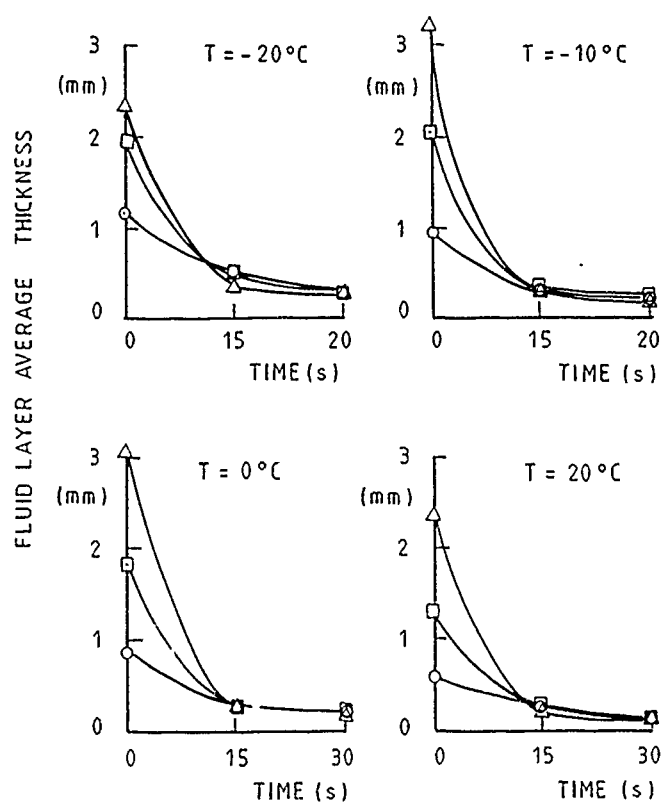 FLUID LAYER AVERAGE THICKNESS
3
(mm)
2
1
0
T = -20°C
0 15 20
TIME (s)
3
(mm)
2
1
0
T = -10°C
0 15 20
TIME (s)
3
(mm)
2
1
0
T = 0°C
0 15 30
TIME (s)
3
(mm)
2
1
0
T = 20°C
0 15 30
TIME (s)